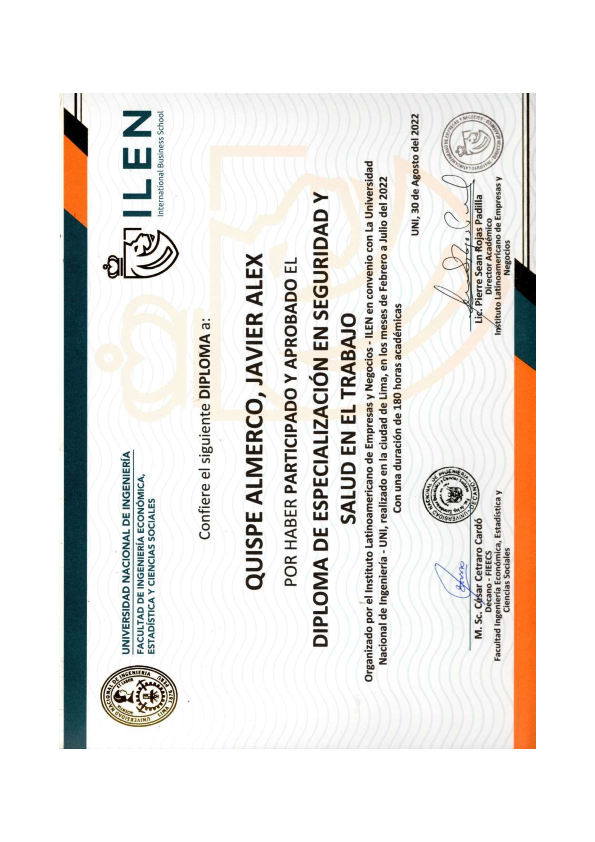 UNIVERSIDAD NACIONAL DE INGENIERÍA
FACULTAD DE INGENIERÍA ECONÓMICA,
ESTADÍSTICA Y CIENCIAS SOCIALES
ILEN
International Business School
Confiere el siguiente DIPLOMA a:
QUISPE ALMERCO, JAVIER ALEX
POR HABER PARTICIPADO Y APROBADO EL
DIPLOMA DE ESPECIALIZACIÓN EN SEGURIDAD Y
SALUD EN EL TRABAJO
Organizado por el Instituto Latinoamericano de Empresas y Negocios - ILEN en convenio con La Universidad
Nacional de Ingeniería - UNI, realizado en la ciudad de Lima, en los meses de Febrero a Julio del 2022
Con una duración de 180 horas académicas
UNI, 30 de Agosto del 2022
M. Sc. César Cetraro Cardó
Decano - FIEECS
Facultad Ingeniería Económica, Estadística y
Ciencias Sociales
Lic. Pierre Sean Rojas Padilla
Director Académico
Instituto Latinoamericano de Empresas y
Negocios